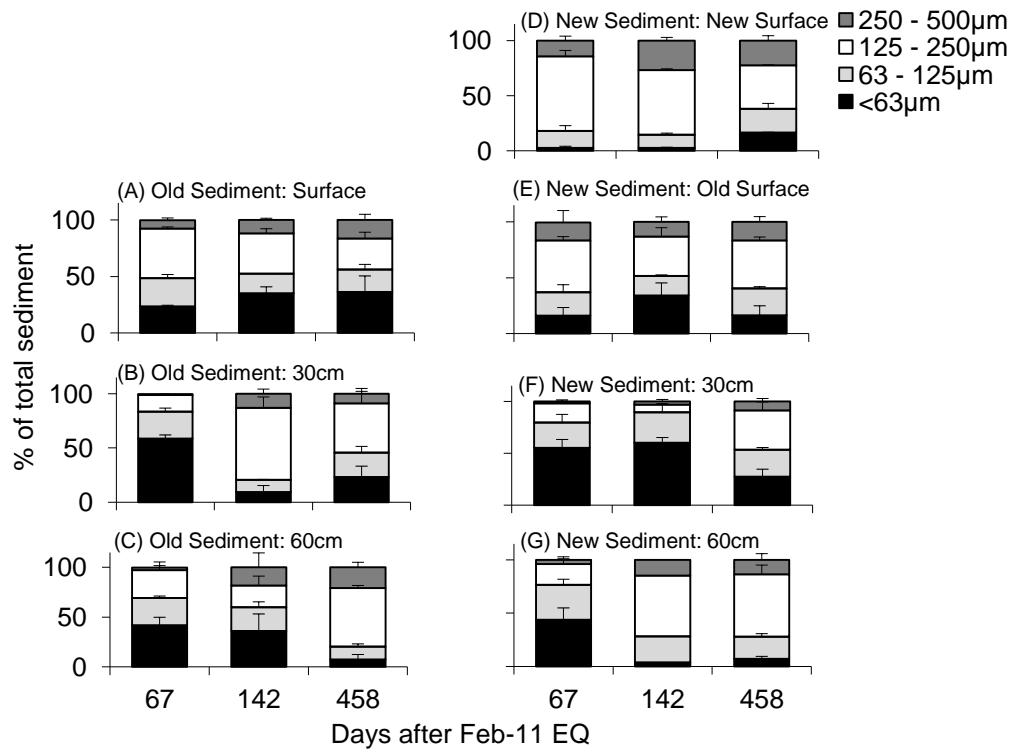 (D) New Sediment: New Surface
250 - 500µm
125 - 250µm
63 - 125µm
<63µm
100
50
0
(A) Old Sediment: Surface
(E) New Sediment: Old Surface
100
50
0
(B) Old Sediment: 30cm
(F) New Sediment: 30cm
100
50
0
(C) Old Sediment: 60cm
(G) New Sediment: 60cm
100
50
0
% of total sediment
67 142 458
67 142 458
Days after Feb-11 EQ